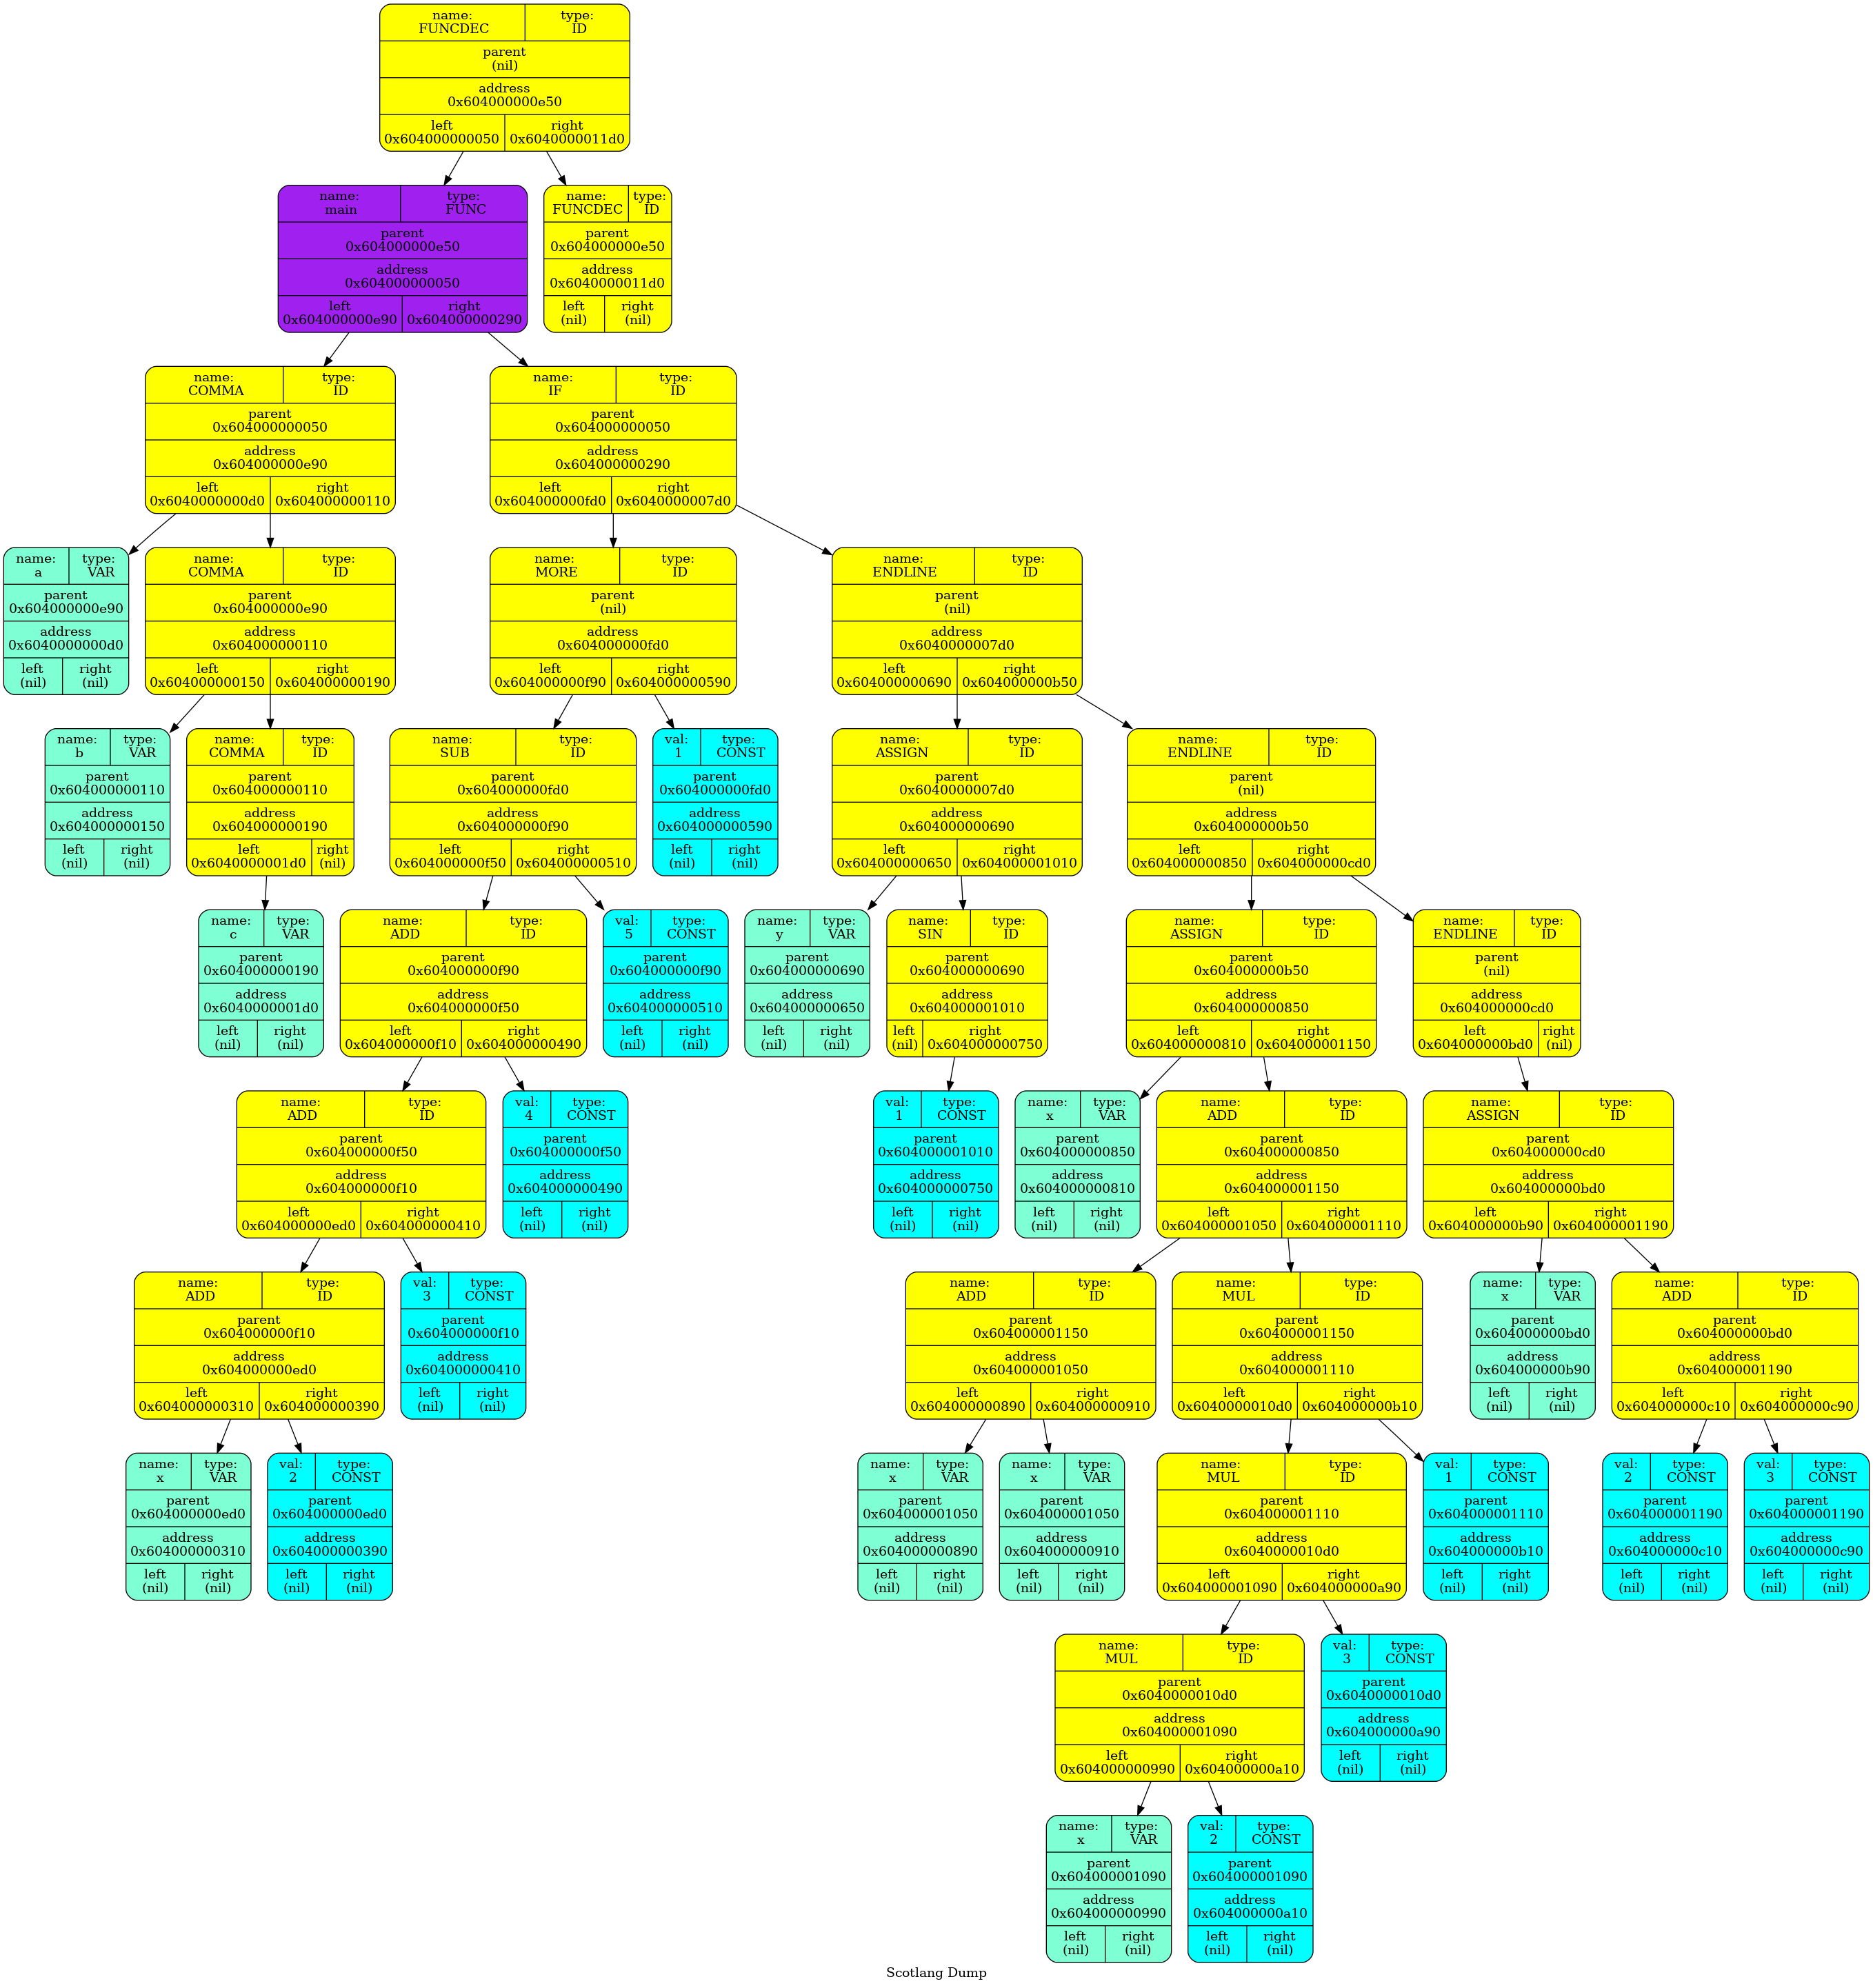 name:
FUNCDEC
type:
ID
parent
(nil)
address
0x604000000e50
left
0x604000000050
right
0x6040000011d0
name:
main
type:
FUNC
parent
0x604000000e50
address
0x604000000050
left
0x604000000e90
right
0x604000000290
name:
FUNCDEC
type:
ID
parent
0x604000000e50
address
0x6040000011d0
left
(nil)
right
(nil)
name:
COMMA
type:
ID
parent
0x604000000050
address
0x604000000e90
left
0x6040000000d0
right
0x604000000110
name:
IF
type:
ID
parent
0x604000000050
address
0x604000000290
left
0x604000000fd0
right
0x6040000007d0
name:
a
type:
VAR
parent
0x604000000e90
address
0x6040000000d0
left
(nil)
right
(nil)
name:
COMMA
type:
ID
parent
0x604000000e90
address
0x604000000110
left
0x604000000150
right
0x604000000190
name:
MORE
type:
ID
parent
(nil)
address
0x604000000fd0
left
0x604000000f90
right
0x604000000590
name:
ENDLINE
type:
ID
parent
(nil)
address
0x6040000007d0
left
0x604000000690
right
0x604000000b50
name:
b
type:
VAR
parent
0x604000000110
address
0x604000000150
left
(nil)
right
(nil)
name:
COMMA
type:
ID
parent
0x604000000110
address
0x604000000190
left
0x6040000001d0
right
(nil)
name:
SUB
type:
ID
parent
0x604000000fd0
address
0x604000000f90
left
0x604000000f50
right
0x604000000510
val:
1
type:
CONST
parent
0x604000000fd0
address
0x604000000590
left
(nil)
right
(nil)
name:
ASSIGN
type:
ID
parent
0x6040000007d0
address
0x604000000690
left
0x604000000650
right
0x604000001010
name:
ENDLINE
type:
ID
parent
(nil)
address
0x604000000b50
left
0x604000000850
right
0x604000000cd0
name:
c
type:
VAR
parent
0x604000000190
address
0x6040000001d0
left
(nil)
right
(nil)
name:
ADD
type:
ID
parent
0x604000000f90
address
0x604000000f50
left
0x604000000f10
right
0x604000000490
val:
5
type:
CONST
parent
0x604000000f90
address
0x604000000510
left
(nil)
right
(nil)
name:
y
type:
VAR
parent
0x604000000690
address
0x604000000650
left
(nil)
right
(nil)
name:
SIN
type:
ID
parent
0x604000000690
address
0x604000001010
left
(nil)
right
0x604000000750
name:
ASSIGN
type:
ID
parent
0x604000000b50
address
0x604000000850
left
0x604000000810
right
0x604000001150
name:
ENDLINE
type:
ID
parent
(nil)
address
0x604000000cd0
left
0x604000000bd0
right
(nil)
name:
ADD
type:
ID
parent
0x604000000f50
address
0x604000000f10
left
0x604000000ed0
right
0x604000000410
val:
4
type:
CONST
parent
0x604000000f50
address
0x604000000490
left
(nil)
right
(nil)
val:
1
type:
CONST
parent
0x604000001010
address
0x604000000750
left
(nil)
right
(nil)
name:
x
type:
VAR
parent
0x604000000850
address
0x604000000810
left
(nil)
right
(nil)
name:
ADD
type:
ID
parent
0x604000000850
address
0x604000001150
left
0x604000001050
right
0x604000001110
name:
ASSIGN
type:
ID
parent
0x604000000cd0
address
0x604000000bd0
left
0x604000000b90
right
0x604000001190
name:
ADD
type:
ID
parent
0x604000000f10
address
0x604000000ed0
left
0x604000000310
right
0x604000000390
val:
3
type:
CONST
parent
0x604000000f10
address
0x604000000410
left
(nil)
right
(nil)
name:
ADD
type:
ID
parent
0x604000001150
address
0x604000001050
left
0x604000000890
right
0x604000000910
name:
MUL
type:
ID
parent
0x604000001150
address
0x604000001110
left
0x6040000010d0
right
0x604000000b10
name:
x
type:
VAR
parent
0x604000000bd0
address
0x604000000b90
left
(nil)
right
(nil)
name:
ADD
type:
ID
parent
0x604000000bd0
address
0x604000001190
left
0x604000000c10
right
0x604000000c90
name:
x
type:
VAR
parent
0x604000000ed0
address
0x604000000310
left
(nil)
right
(nil)
val:
2
type:
CONST
parent
0x604000000ed0
address
0x604000000390
left
(nil)
right
(nil)
name:
x
type:
VAR
parent
0x604000001050
address
0x604000000890
left
(nil)
right
(nil)
name:
x
type:
VAR
parent
0x604000001050
address
0x604000000910
left
(nil)
right
(nil)
name:
MUL
type:
ID
parent
0x604000001110
address
0x6040000010d0
left
0x604000001090
right
0x604000000a90
val:
1
type:
CONST
parent
0x604000001110
address
0x604000000b10
left
(nil)
right
(nil)
val:
2
type:
CONST
parent
0x604000001190
address
0x604000000c10
left
(nil)
right
(nil)
val:
3
type:
CONST
parent
0x604000001190
address
0x604000000c90
left
(nil)
right
(nil)
name:
MUL
type:
ID
parent
0x6040000010d0
address
0x604000001090
left
0x604000000990
right
0x604000000a10
val:
3
type:
CONST
parent
0x6040000010d0
address
0x604000000a90
left
(nil)
right
(nil)
name:
x
type:
VAR
parent
0x604000001090
address
0x604000000990
left
(nil)
right
(nil)
val:
2
type:
CONST
parent
0x604000001090
address
0x604000000a10
left
(nil)
right
(nil)
Scotlang Dump